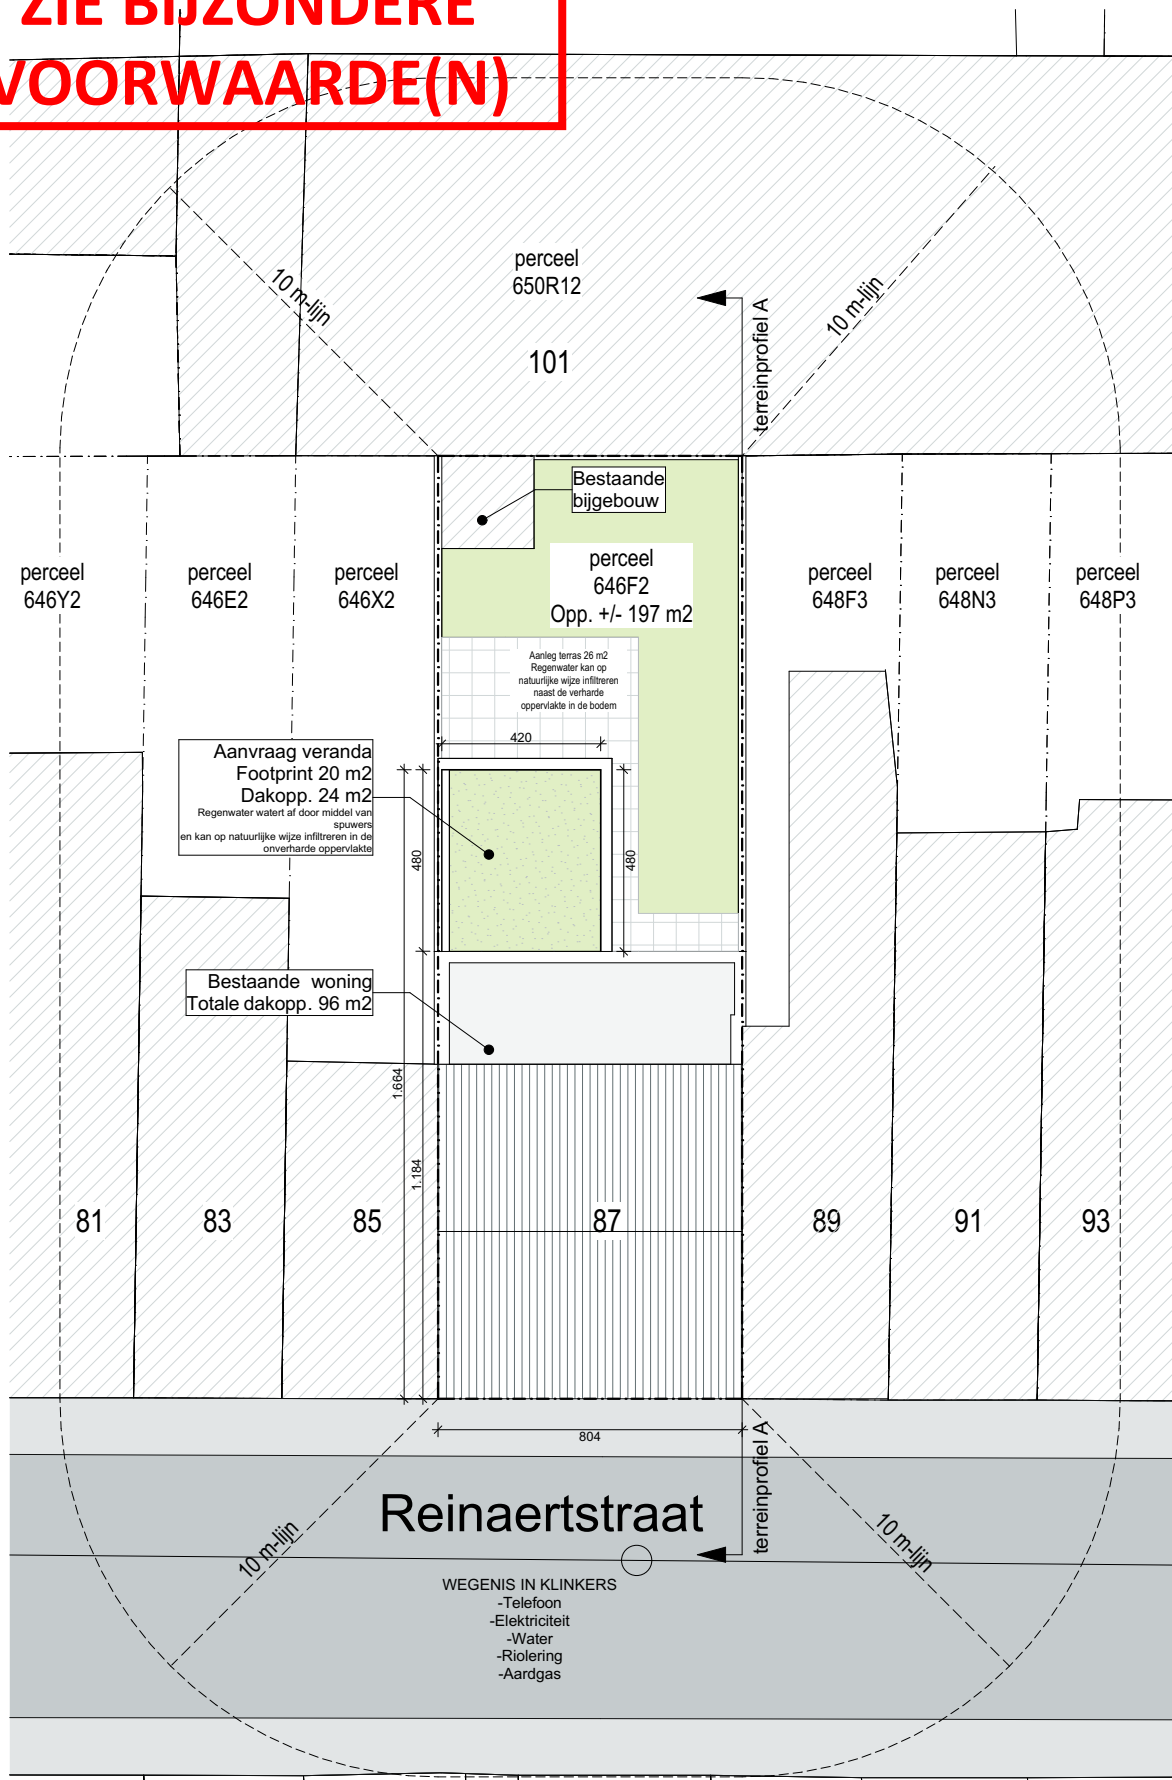 ZIE BIJZONDERE
VOORWAARDE(N)
perceel
650R12
101
10 m-lijn
10 m-lijn
terreinprofiel A
Bestaande
bijgebouw
perceel
646Y2
perceel
646E2
perceel
646X2
perceel
646F2
Opp. +/- 197 m2
perceel
648F3
perceel
648N3
perceel
648P3
Aanleg terras 26 m2
Regenwater kan op
natuurlijke wijze infiltreren
naast de verharde
oppervlakte in de bodem
420
Aanvraag veranda
Footprint 20 m2
Dakopp. 24 m2
Regenwater watert af door middel van
spuwers
en kan op natuurlijke wijze infiltreren in de
onverharde oppervlakte
480
480
Bestaande woning
Totale dakopp. 96 m2
1.664
1.184
81
83
85
87
89
91
93
804
terreinprofiel A
Reinaertstraat
10 m-lijn
10 m-lijn
WEGENIS IN KLINKERS
-Telefoon
-Elektriciteit
-Water
-Riolering
-Aardgas